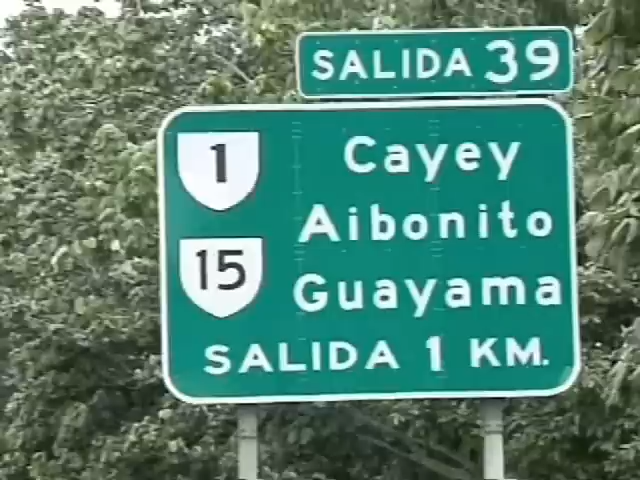 SALIDA 39
1
Cayey
Aibonito
15
Guayama
SALIDA 1 KM.